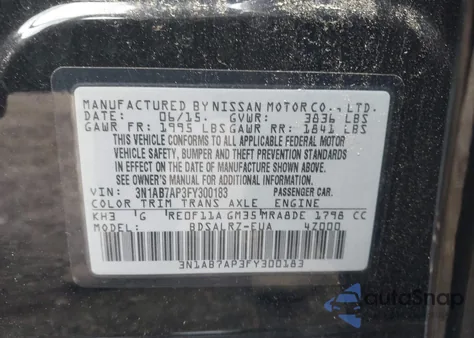 MANUFACTURED BY NISSAN MOTOR CO., LTD.
DATE: 06/15. GVWR: 3836 LBS
GAWR FR: 1995 LBS GAWR RR: 1841 LBS
THIS VEHICLE CONFORMS TO ALL APPLICABLE FEDERAL MOTOR
VEHICLE SAFETY, BUMPER AND THEFT PREVENTION STANDARDS
IN EFFECT ON THE DATE OF MANUFACTURE SHOWN ABOVE.
SEE OWNER'S MANUAL FOR ADDITIONAL INFORMATION.
VIN: 3N1AB7AP3FY300183 PASSENGER CAR.
COLOR TRIM TRANS AXLE ENGINE
KH3 G RE0F11A GM35 MRA8DE 1798 CC
MODEL: BDSALRZ-EUA 4Z000
3N1AB7AP3FY300183
autoSnap